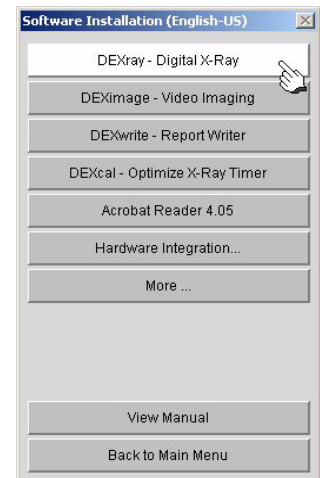 Software Installation (English-US)
DEXray - Digital X-Ray
DEXimage - Video Imaging
DEXwrite - Report Writer
DEXcal - Optimize X-Ray Timer
Acrobat Reader 4.05
Hardware Integration...
More ...
View Manual
Back to Main Menu